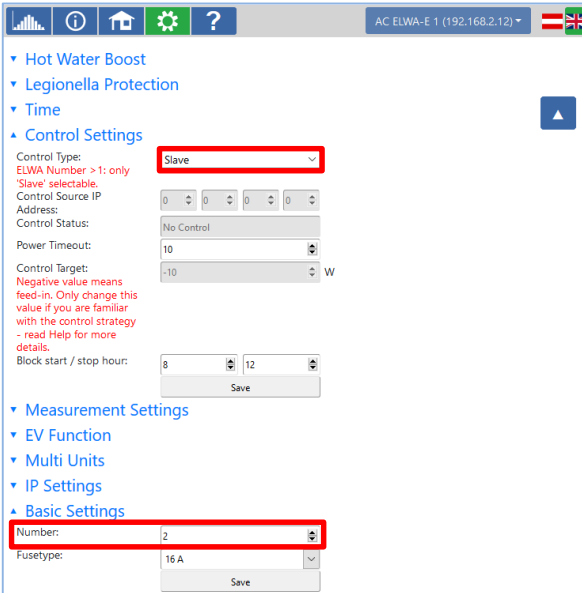 ?
AC ELWA-E 1 (192.168.2.12)
Hot Water Boost
Legionella Protection
Time
Control Settings
Control Type:
Slave
ELWA Number >1: only
'Slave' selectable.
Control Source IP
Address:
0 0 0 0
Control Status:
No Control
Power Timeout:
10
Control Target:
-10 W
Negative value means
feed-in. Only change this
value if you are familiar
with the control strategy
- read Help for more
details.
Block start / stop hour:
8 12
Save
Measurement Settings
EV Function
Multi Units
IP Settings
Basic Settings
Number:
2
Fusetype:
16 A
Save